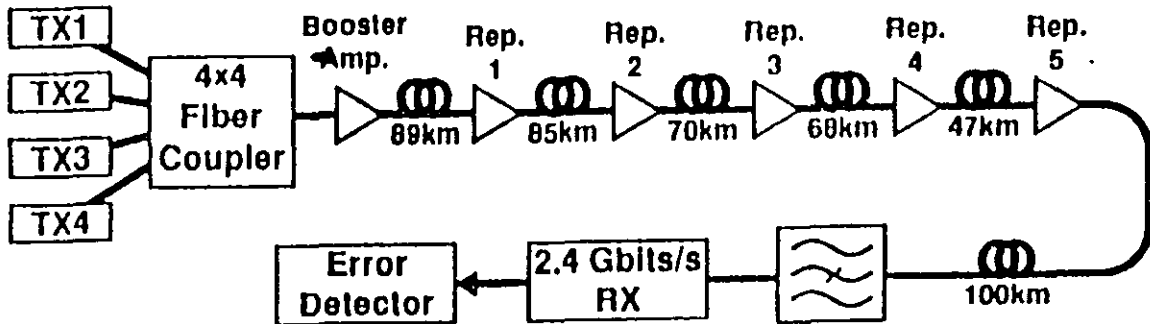 TX1
TX2
TX3
TX4
4x4
Fiber
Coupler
Booster
Amp.
Rep.
1
Rep.
2
Rep.
3
Rep.
4
Rep.
5
89km
85km
70km
68km
47km
100km
2.4 Gbits/s
RX
Error
Detector